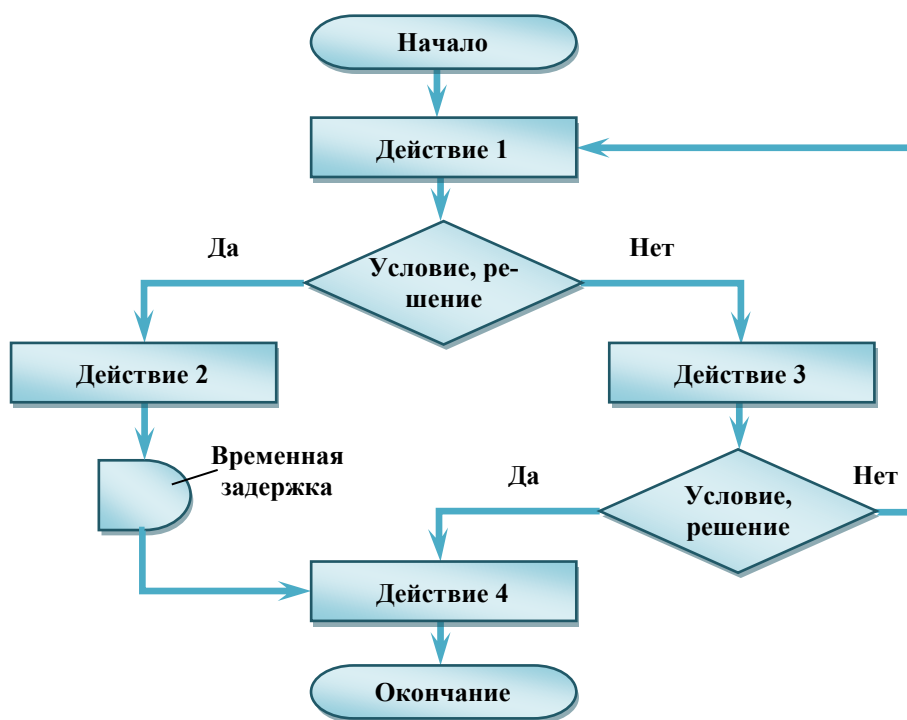 Начало
Действие 1
Да
Нет
Условие, ре-
шение
Действие 2
Действие 3
Временная
задержка
Да
Условие,
решение
Нет
Действие 4
Окончание